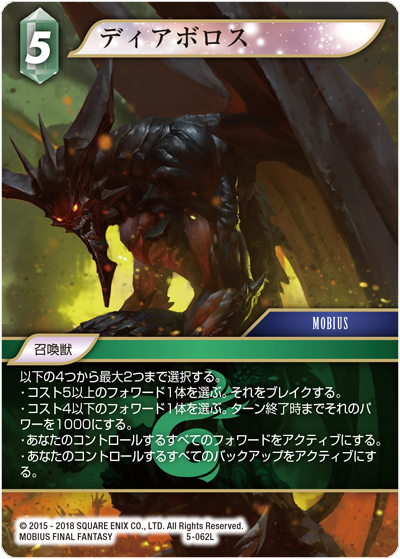 5
ディアボロス
MOBIUS
召喚獣
以下の4つから最大2つまで選択する。
・コスト5以上のフォワード1体を選ぶ。それをブレイクする。
・コスト4以下のフォワード1体を選ぶ。ターン終了時までそのパ
ワーを1000にする。
・あなたのコントロールするすべてのフォワードをアクティブにする。
・あなたのコントロールするすべてのバックアップをアクティブにす
る。
© 2015 - 2018 SQUARE ENIX CO., LTD. All Rights Reserved.
MOBIUS FINAL FANTASY 5-062L